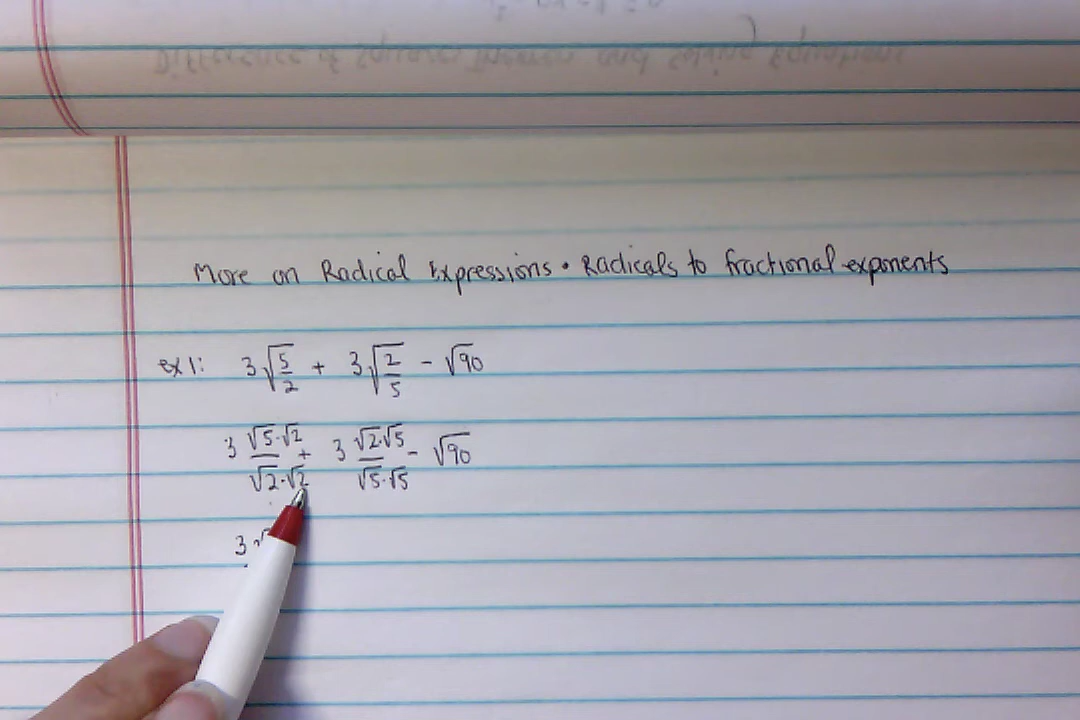 More on Radical Expressions • Radicals to fractional exponents
ex 1: 3√(5/2) + 3√(2/5) - √90
3 (√5·√2)/(√2·√2) + 3 (√2·√5)/(√5·√5) - √90
3√